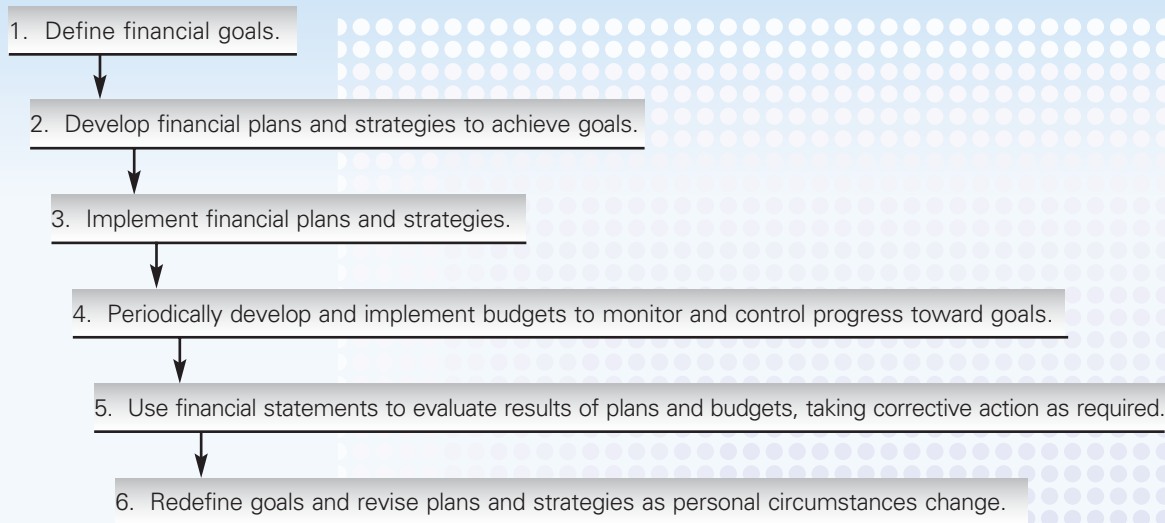 1. Define financial goals.
2. Develop financial plans and strategies to achieve goals.
3. Implement financial plans and strategies.
4. Periodically develop and implement budgets to monitor and control progress toward goals.
5. Use financial statements to evaluate results of plans and budgets, taking corrective action as required.
6. Redefine goals and revise plans and strategies as personal circumstances change.